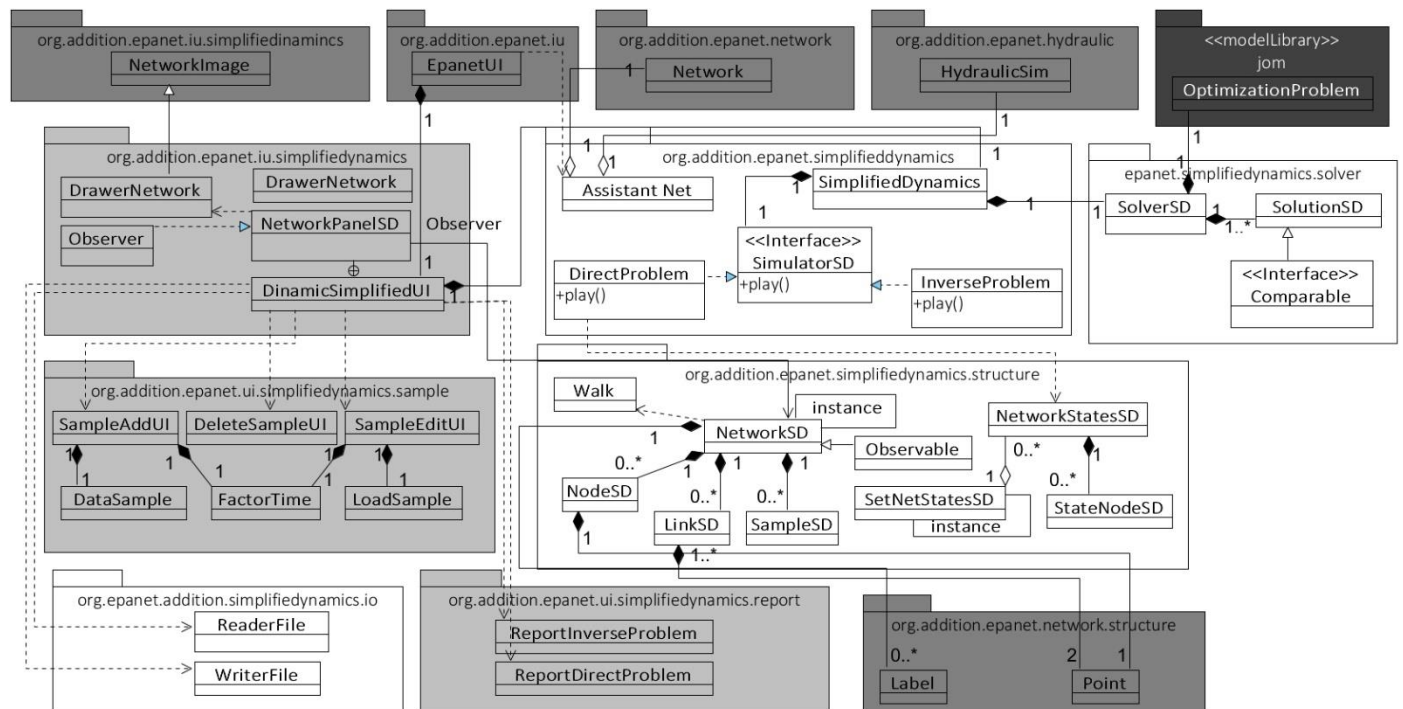 org.addition.epanet.iu.simplifiedinamincs
NetworkImage
org.addition.epanet.iu
EpanetUI
1
org.addition.epanet.network
Network
1
org.addition.epanet.hydraulic
HydraulicSim
1
<<modelLibrary>>
jom
OptimizationProblem
1
org.addition.epanet.iu.simplifiedynamics
DrawerNetwork
DrawerNetwork
NetworkPanelSD
Observer
Observer
DinamicSimplifiedUI
1
1
org.addition.epanet.simplifieddynamics
1
1
1
Assistant Net
SimplifiedDynamics
1
1
1
<<Interface>>
SimulatorSD
+play()
DirectProblem
+play()
InverseProblem
+play()
epanet.simplifiedynamics.solver
1
1
SolverSD
1
1..*
SolutionSD
<<Interface>>
Comparable
org.addition.epanet.ui.simplifiedynamics.sample
SampleAddUI
DeleteSampleUI
SampleEditUI
1
1
1
1
1
1
1
1
DataSample
FactorTime
LoadSample
org.addition.epanet.simplifiedynamics.structure
Walk
instance
NetworkSD
1
Observable
NetworkStatesSD
0..*
1
1
1
0..*
1
NodeSD
0..*
0..*
1
0..*
LinkSD
SampleSD
SetNetStatesSD
instance
StateNodeSD
1
1..*
org.epanet.addition.simplifiedynamics.io
ReaderFile
WriterFile
org.addition.epanet.ui.simplifiedynamics.report
ReportInverseProblem
ReportDirectProblem
org.addition.epanet.network.structure
0..*
2
1
Label
Point